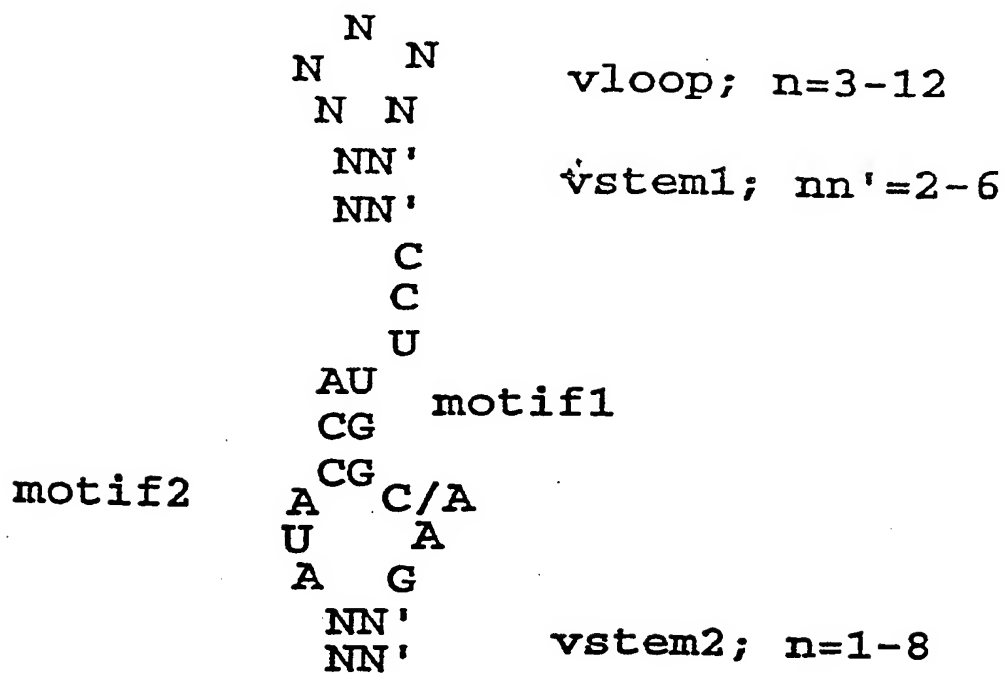 N
N N
N N
vloop; n=3-12
NN'
NN'
vstem1; nn'=2-6
C
C
U
AU
CG
CG
motif1
motif2
A C/A
U A
A G
NN'
NN'
vstem2; n=1-8